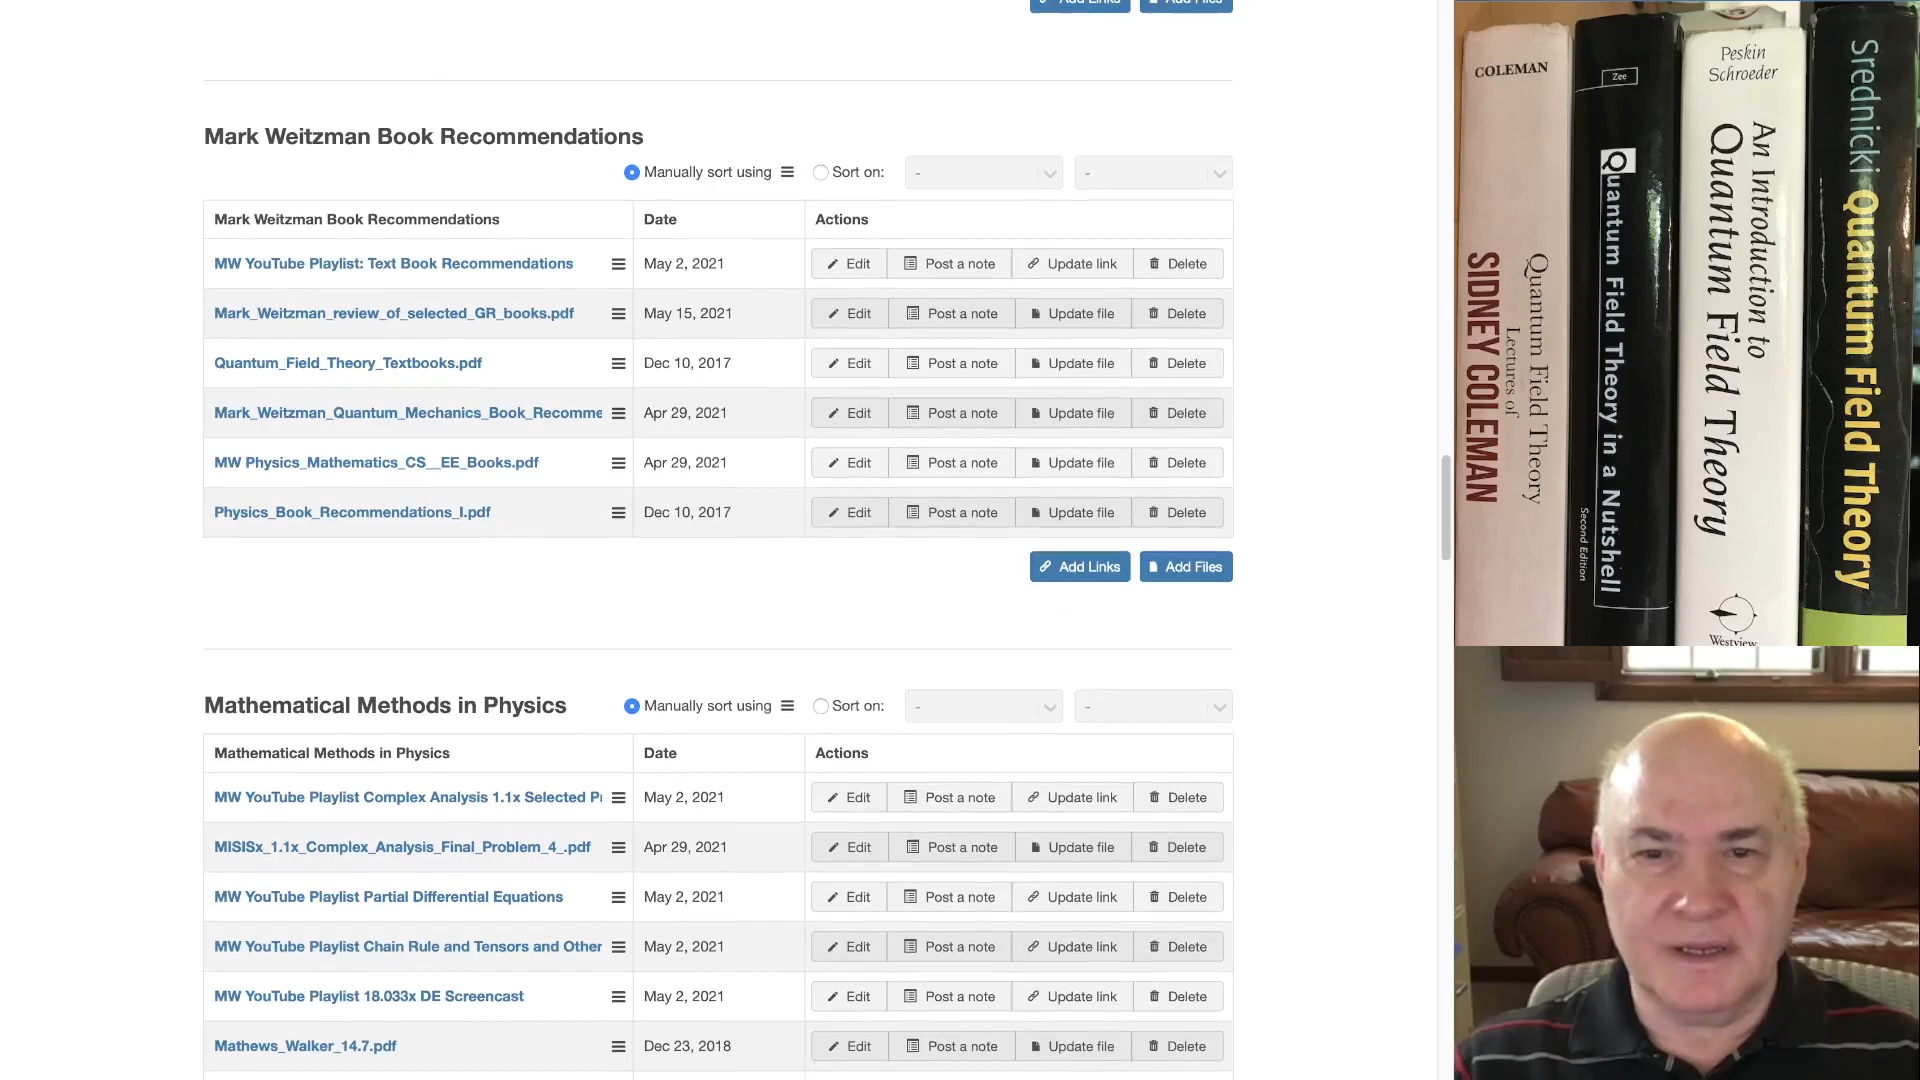 Add Links Add Files
Mark Weitzman Book Recommendations
Manually sort using Sort on: - -
Mark Weitzman Book Recommendations Date Actions
MW YouTube Playlist: Text Book Recommendations May 2, 2021 Edit Post a note Update link Delete
Mark_Weitzman_review_of_selected_GR_books.pdf May 15, 2021 Edit Post a note Update file Delete
Quantum_Field_Theory_Textbooks.pdf Dec 10, 2017 Edit Post a note Update file Delete
Mark_Weitzman_Quantum_Mechanics_Book_Recomme Apr 29, 2021 Edit Post a note Update file Delete
MW Physics_Mathematics_CS__EE_Books.pdf Apr 29, 2021 Edit Post a note Update file Delete
Physics_Book_Recommendations_I.pdf Dec 10, 2017 Edit Post a note Update file Delete
Add Links Add Files
Mathematical Methods in Physics Manually sort using Sort on: - -
Mathematical Methods in Physics Date Actions
MW YouTube Playlist Complex Analysis 1.1x Selected May 2, 2021 Edit Post a note Update link Delete
MISISx_1.1x_Complex_Analysis_Final_Problem_4_.pdf Apr 29, 2021 Edit Post a note Update file Delete
MW YouTube Playlist Partial Differential Equations May 2, 2021 Edit Post a note Update link Delete
MW YouTube Playlist Chain Rule and Tensors and Other May 2, 2021 Edit Post a note Update link Delete
MW YouTube Playlist 18.033x DE Screencast May 2, 2021 Edit Post a note Update link Delete
Mathews_Walker_14.7.pdf Dec 23, 2018 Edit Post a note Update file Delete
COLEMAN
Quantum Field Theory
Lectures of
SIDNEY COLEMAN
Zee
Quantum Field Theory in a Nutshell
Second Edition
Peskin
Schroeder
An Introduction to
Quantum Field Theory
Westview
Srednicki Quantum Field Theory